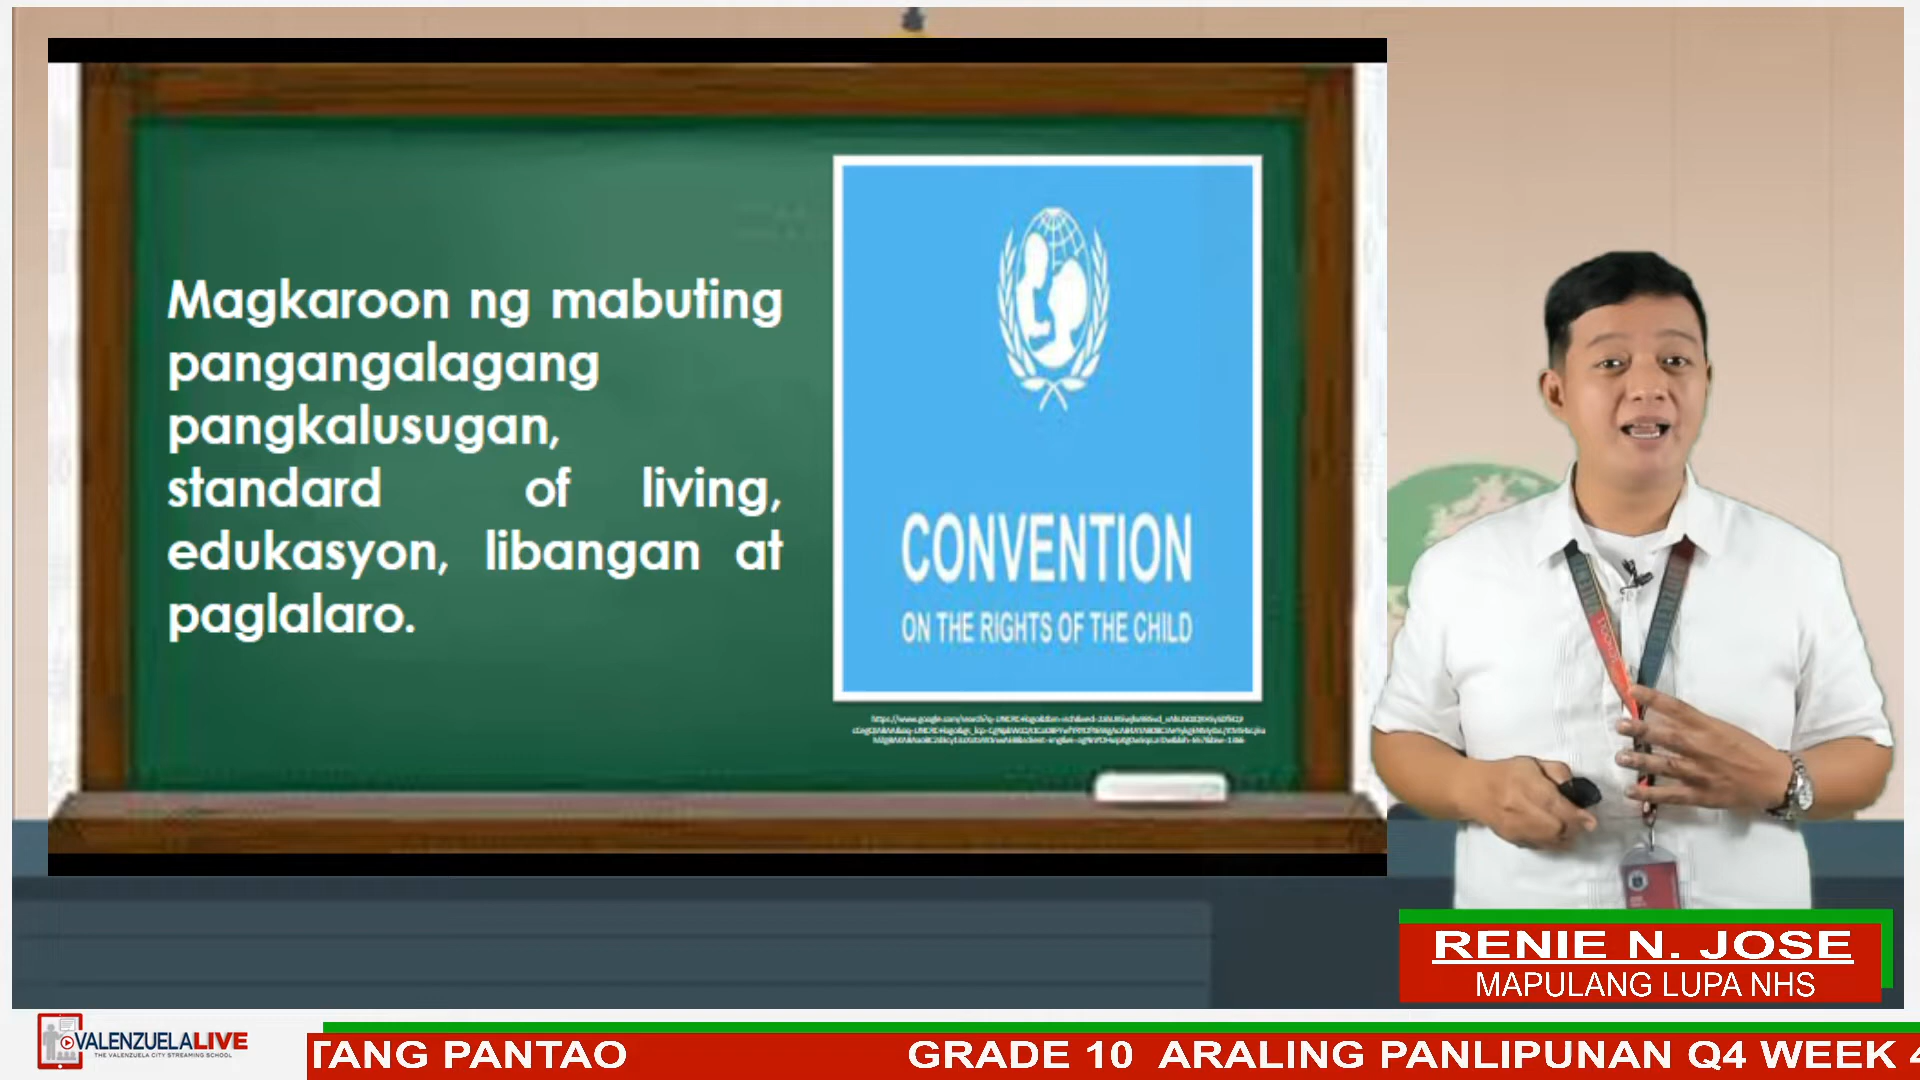 Magkaroon ng mabuting
pangangalagang
pangkalusugan,
standard of living,
edukasyon, libangan at
paglalaro.
CONVENTION
ON THE RIGHTS OF THE CHILD
RENIE N. JOSE
MAPULANG LUPA NHS
VALENZUELALIVE
THE VALENZUELA CITY STREAMING SCHOOL
TANG PANTAO GRADE 10 ARALING PANLIPUNAN Q4 WEEK 4